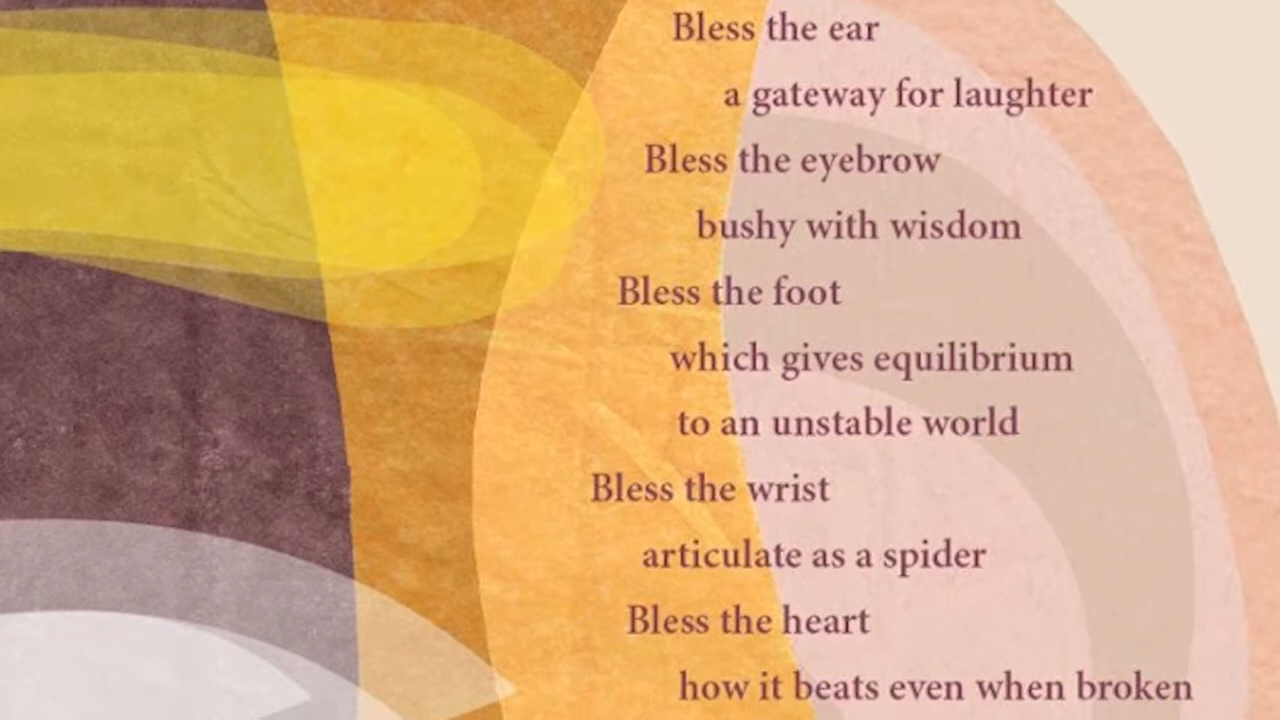 Bless the ear
a gateway for laughter
Bless the eyebrow
bushy with wisdom
Bless the foot
which gives equilibrium
to an unstable world
Bless the wrist
articulate as a spider
Bless the heart
how it beats even when broken